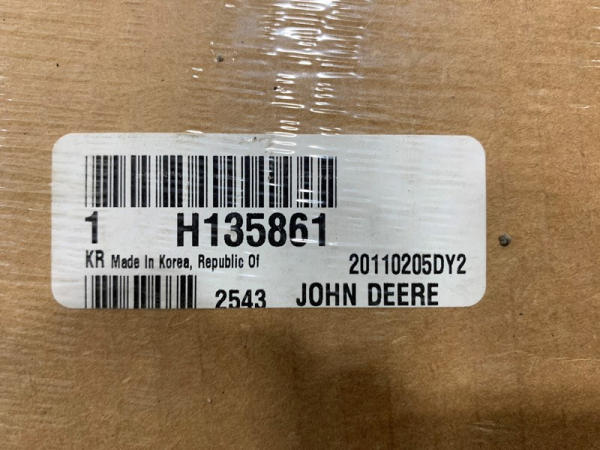 1 H135861
KR Made In Korea, Republic Of 20110205DY2
2543 JOHN DEERE